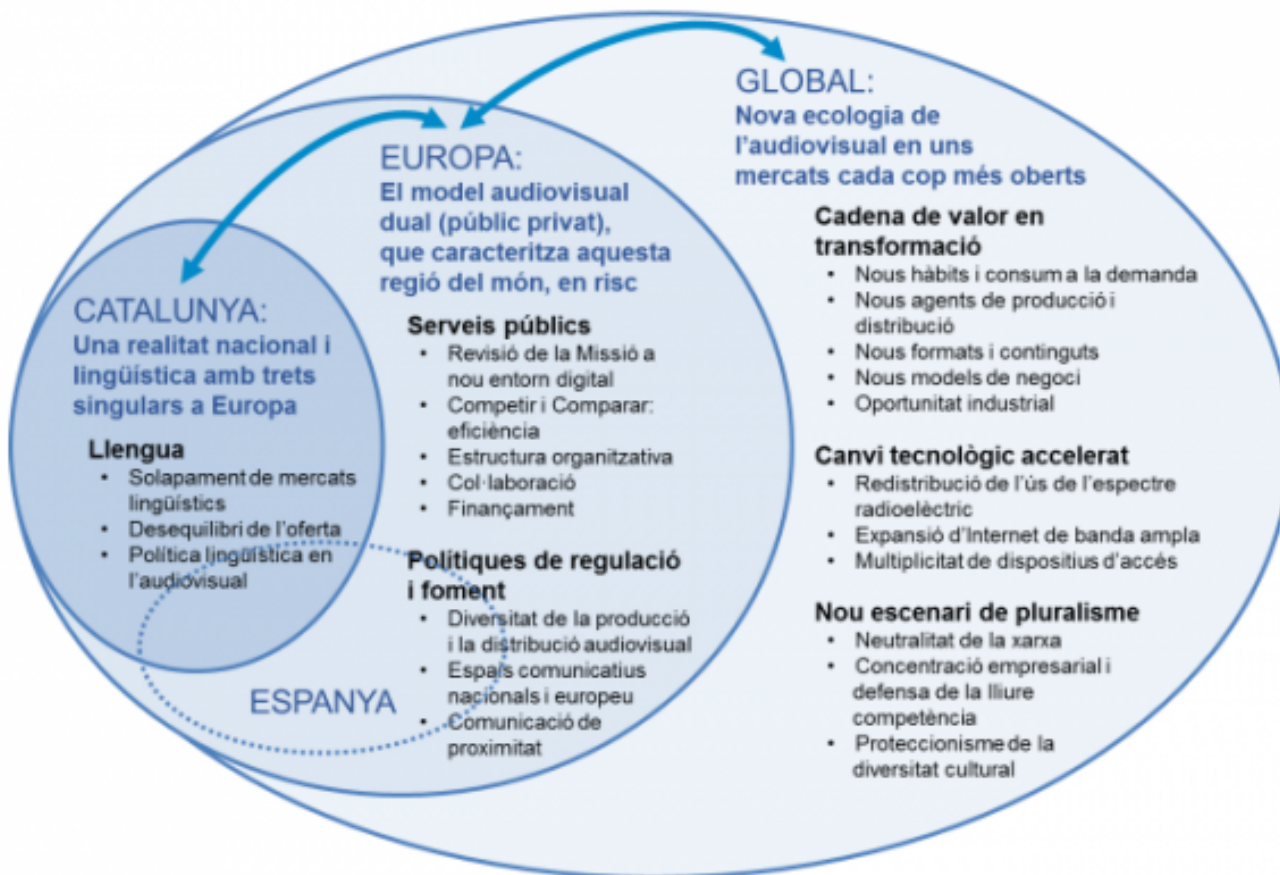 CATALUNYA:
Una realitat nacional i
lingüística amb trets
singulars a Europa
Llengua
• Solapament de mercats
lingüístics
• Desequilibri de l'oferta
• Política lingüística en
l'audiovisual
EUROPA:
El model audiovisual
dual (públic privat),
que caracteritza aquesta
regió del món, en risc
Serveis públics
• Revisió de la Missió a
nou entorn digital
• Competir i Comparar:
eficiència
• Estructura organitzativa
• Col·laboració
• Finançament
Polítiques de regulació
i foment
• Diversitat de la producció
i la distribució audiovisual
• Espais comunicatius
nacionals i europeu
• Comunicació de
proximitat
ESPANYA
GLOBAL:
Nova ecologia de
l'audiovisual en uns
mercats cada cop més oberts
Cadena de valor en
transformació
• Nous hàbits i consum a la demanda
• Nous agents de producció i
distribució
• Nous formats i continguts
• Nous models de negoci
• Oportunitat industrial
Canvi tecnològic accelerat
• Redistribució de l'ús de l'espectre
radioelèctric
• Expansió d'Internet de banda ampla
• Multiplicitat de dispositius d'accés
Nou escenari de pluralisme
• Neutralitat de la xarxa
• Concentració empresarial i
defensa de la lliure
competència
• Proteccionisme de la
diversitat cultural